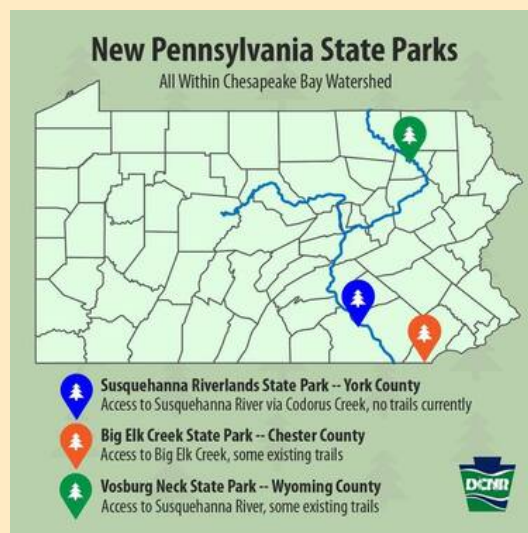 New Pennsylvania State Parks
All Within Chesapeake Bay Watershed
Susquehanna Riverlands State Park -- York County
Access to Susquehanna River via Codorus Creek, no trails currently
Big Elk Creek State Park -- Chester County
Access to Big Elk Creek, some existing trails
Vosburg Neck State Park -- Wyoming County
Access to Susquehanna River, some existing trails
DCNR